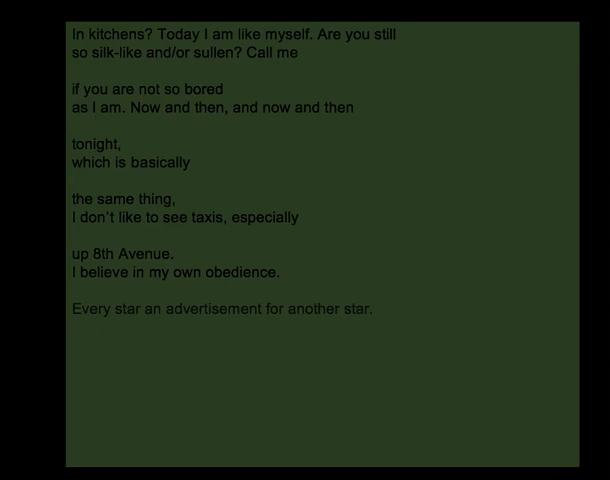 In kitchens? Today I am like myself. Are you still
so silk-like and/or sullen? Call me
if you are not so bored
as I am. Now and then, and now and then
tonight,
which is basically
the same thing,
I don't like to see taxis, especially
up 8th Avenue.
I believe in my own obedience.
Every star an advertisement for another star.